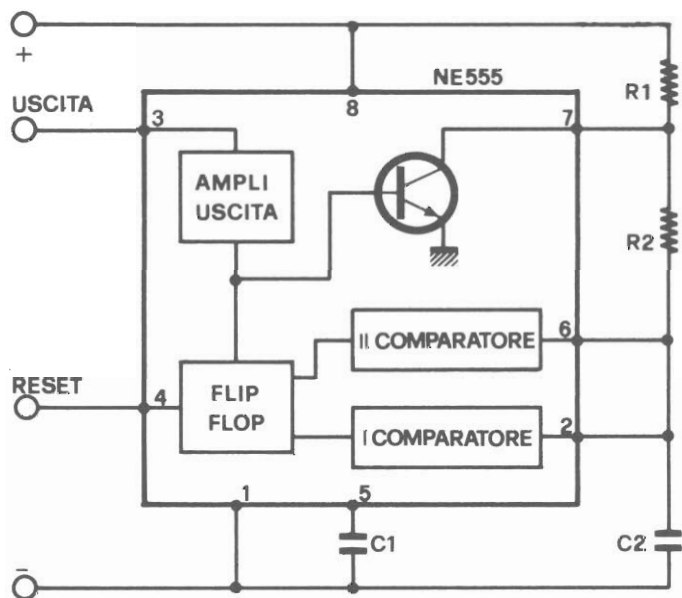 +
NE555
8
R1
USCITA
3
7
AMPLI
USCITA
R2
II COMPARATORE
6
RESET
4
FLIP
FLOP
I COMPARATORE
2
1
5
C1
C2
-